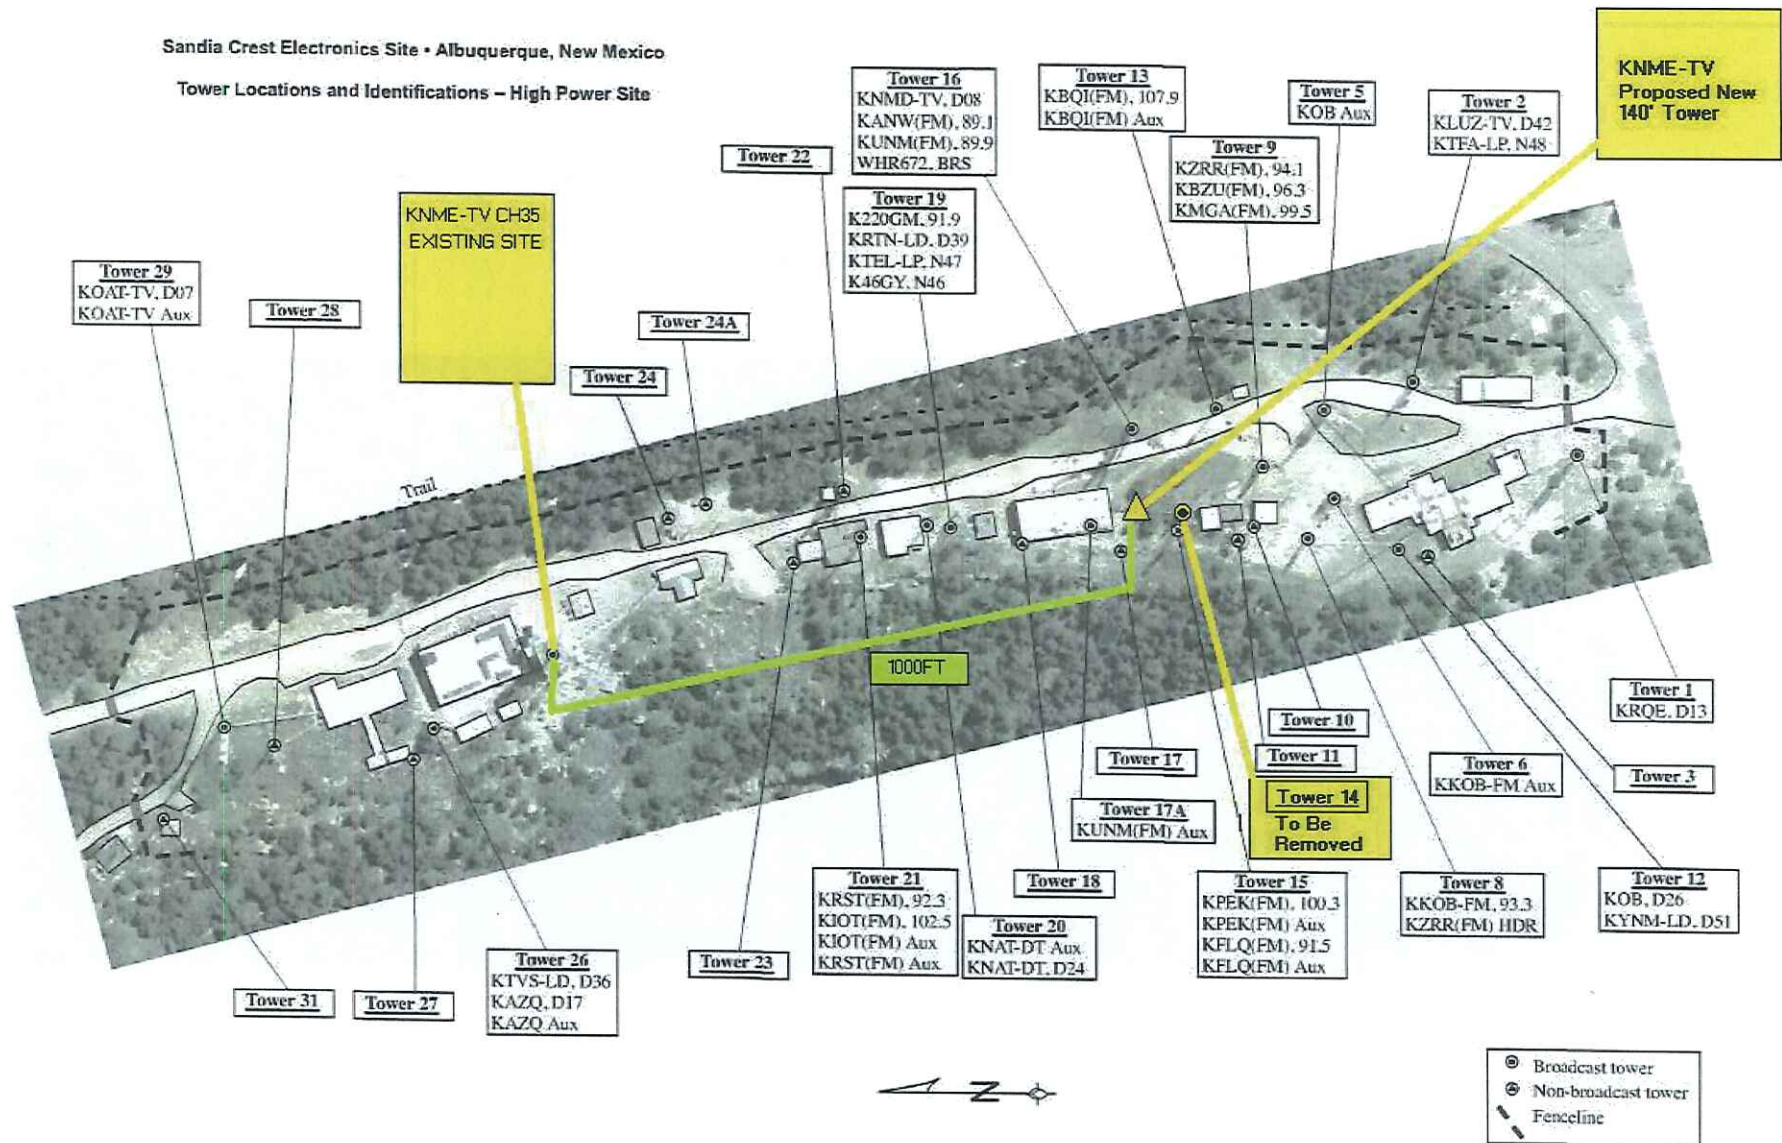 Sandia Crest Electronics Site • Albuquerque, New Mexico
Tower Locations and Identifications – High Power Site
KNME-TV
Proposed New
140' Tower
Tower 16
KNMD-TV, D08
KANW(FM), 89.1
KUNM(FM), 89.9
WHR672, BRS
Tower 13
KBQI(FM), 107.9
KBQI(FM) Aux
Tower 5
KOB Aux
Tower 2
KLUZ-TV, D42
KTFA-LP, N48
Tower 22
Tower 9
KZRR(FM), 94.1
KBZU(FM), 96.3
KMGA(FM), 99.5
KNME-TV CH35
EXISTING SITE
Tower 19
K220GM, 91.9
KRTN-LD, D39
KTEL-LP, N47
K46GY, N46
Tower 29
KOAT-TV, D07
KOAT-TV Aux
Tower 28
Tower 24A
Tower 24
Trail
1000FT
Tower 1
KRQE, D13
Tower 10
Tower 11
Tower 17
Tower 6
KKOB-FM Aux
Tower 3
Tower 14
To Be
Removed
Tower 17A
KUNM(FM) Aux
Tower 21
KRST(FM), 92.3
KIOT(FM), 102.5
KIOT(FM) Aux
KRST(FM) Aux
Tower 18
Tower 15
KPEK(FM), 100.3
KPEK(FM) Aux
KFLQ(FM), 91.5
KFLQ(FM) Aux
Tower 8
KKOB-FM, 93.3
KZRR(FM) HDR
Tower 12
KOB, D26
KYNM-LD, D51
Tower 20
KNAT-DT Aux
KNAT-DT, D24
Tower 23
Tower 26
KTVS-LD, D36
KAZQ, D17
KAZQ Aux
Tower 31
Tower 27
N
Broadcast tower
Non-broadcast tower
Fenceline